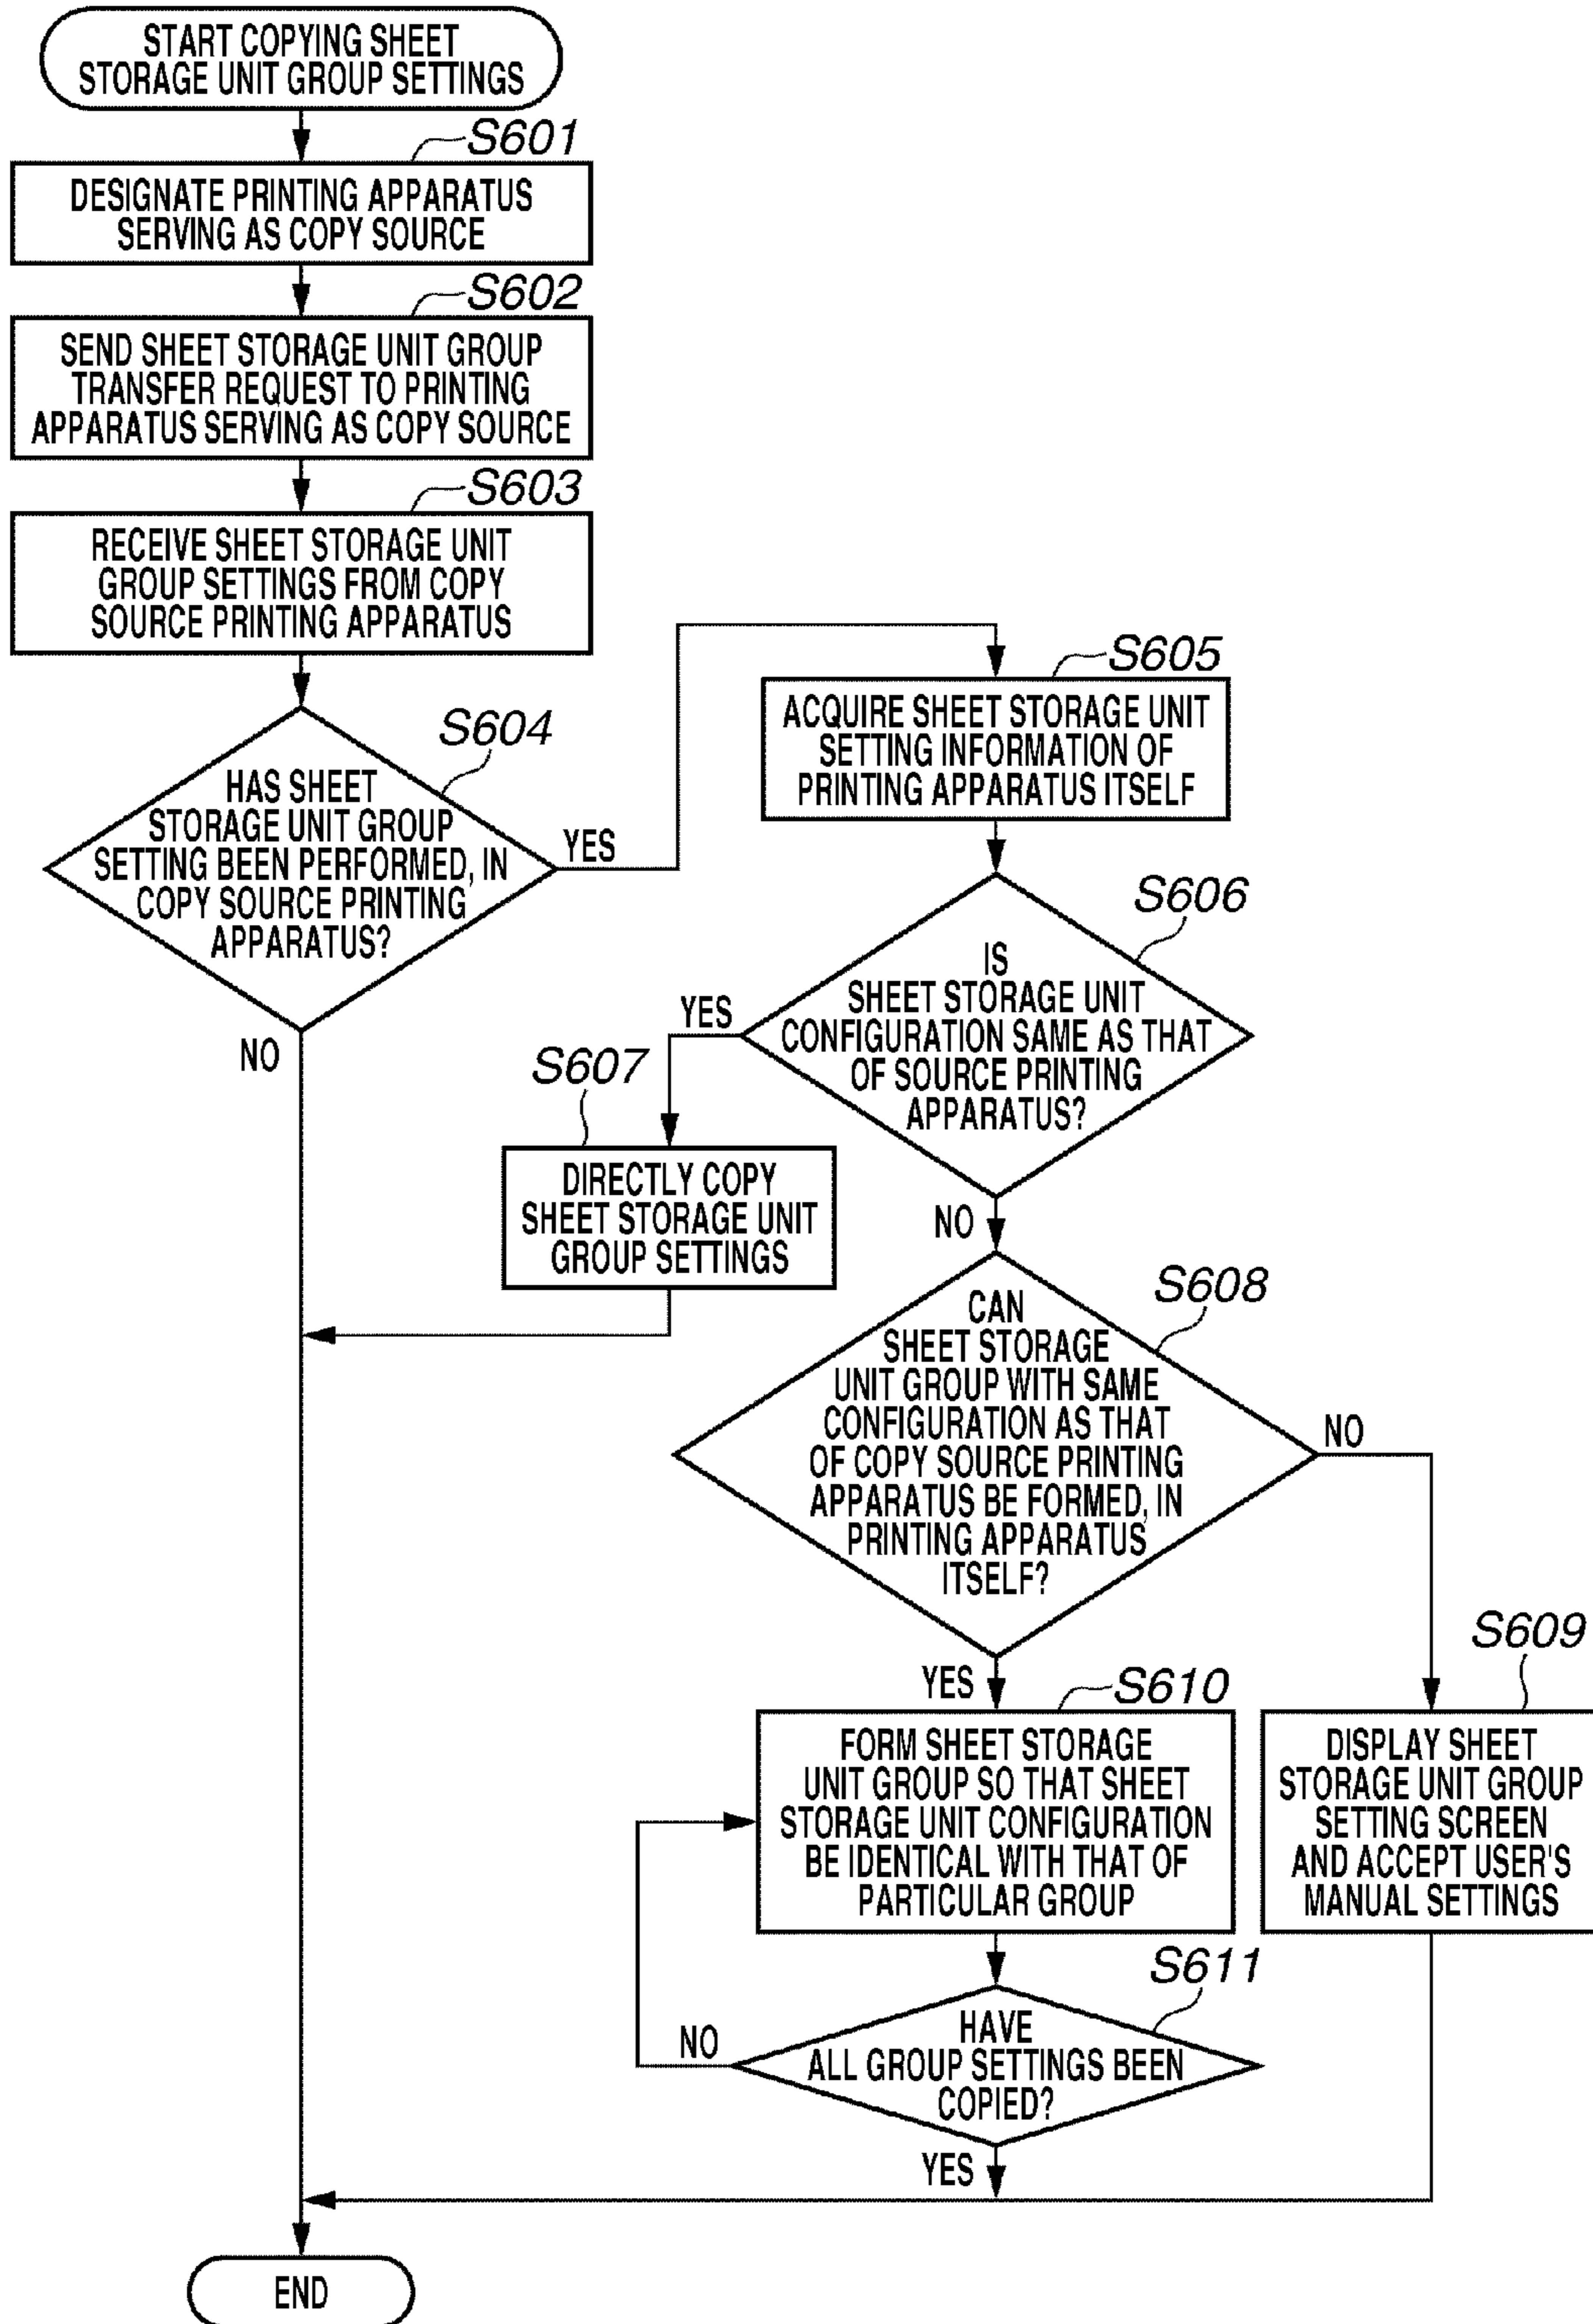 START COPYING SHEET
STORAGE UNIT GROUP SETTINGS
S601
DESIGNATE PRINTING APPARATUS
SERVING AS COPY SOURCE
S602
SEND SHEET STORAGE UNIT GROUP
TRANSFER REQUEST TO PRINTING
APPARATUS SERVING AS COPY SOURCE
S603
RECEIVE SHEET STORAGE UNIT
GROUP SETTINGS FROM COPY
SOURCE PRINTING APPARATUS
S604
HAS SHEET
STORAGE UNIT GROUP
SETTING BEEN PERFORMED, IN
COPY SOURCE PRINTING
APPARATUS?
YES
NO
S605
ACQUIRE SHEET STORAGE UNIT
SETTING INFORMATION OF
PRINTING APPARATUS ITSELF
S606
IS
SHEET STORAGE UNIT
CONFIGURATION SAME AS THAT
OF SOURCE PRINTING
APPARATUS?
YES
NO
S607
DIRECTLY COPY
SHEET STORAGE UNIT
GROUP SETTINGS
S608
CAN
SHEET STORAGE
UNIT GROUP WITH SAME
CONFIGURATION AS THAT
OF COPY SOURCE PRINTING
APPARATUS BE FORMED, IN
PRINTING APPARATUS
ITSELF?
NO
YES
S609
DISPLAY SHEET
STORAGE UNIT GROUP
SETTING SCREEN
AND ACCEPT USER'S
MANUAL SETTINGS
S610
FORM SHEET STORAGE
UNIT GROUP SO THAT SHEET
STORAGE UNIT CONFIGURATION
BE IDENTICAL WITH THAT OF
PARTICULAR GROUP
S611
HAVE
ALL GROUP SETTINGS BEEN
COPIED?
NO
YES
END